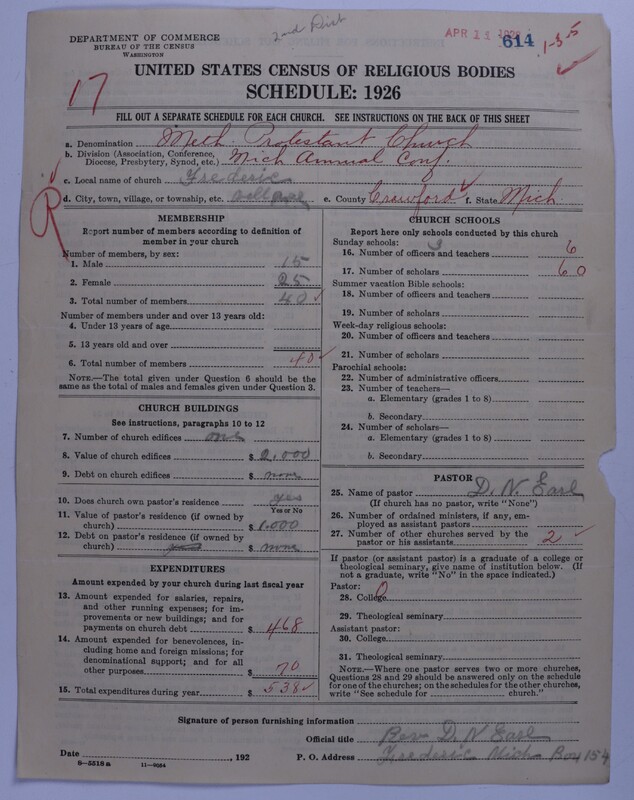 2nd Dist
DEPARTMENT OF COMMERCE
BUREAU OF THE CENSUS
WASHINGTON
APR 13 1928
614
1-3-5
17
UNITED STATES CENSUS OF RELIGIOUS BODIES
SCHEDULE: 1926
FILL OUT A SEPARATE SCHEDULE FOR EACH CHURCH. SEE INSTRUCTIONS ON THE BACK OF THIS SHEET
a. Denomination Meth Protestant Church
b. Division (Association, Conference, Diocese, Presbytery, Synod, etc.) Mich Annual Conf.
c. Local name of church Frederic
d. City, town, village, or township, etc. village e. County Crawford f. State Mich.
R
MEMBERSHIP
Report number of members according to definition of
member in your church
Number of members, by sex:
1. Male 15
2. Female 25
3. Total number of members 40
Number of members under and over 13 years old:
4. Under 13 years of age
5. 13 years old and over
6. Total number of members 40
NOTE.—The total given under Question 6 should be
same as the total of males and females given under Question 3.
CHURCH BUILDINGS
See instructions, paragraphs 10 to 12
7. Number of church edifices one
8. Value of church edifices $ 2,000
9. Debt on church edifices $ none
10. Does church own pastor's residence? yes
Yes or No
11. Value of pastor's residence (if owned by
church) $ 1,000
12. Debt on pastor's residence (if owned by
church) $ none
EXPENDITURES
Amount expended by your church during last fiscal year
13. Amount expended for salaries, repairs,
and other running expenses; for im-
provements or new buildings; and for
payments on church debt $ 468
14. Amount expended for benevolences, in-
cluding home and foreign missions; for
denominational support; and for all
other purposes $ 70
15. Total expenditures during year $ 538
CHURCH SCHOOLS
Report here only schools conducted by this church
Sunday schools: 3
16. Number of officers and teachers 6
17. Number of scholars 60
Summer vacation Bible schools:
18. Number of officers and teachers
19. Number of scholars
Week-day religious schools:
20. Number of officers and teachers
21. Number of scholars
Parochial schools:
22. Number of administrative officers
23. Number of teachers—
a. Elementary (grades 1 to 8)
b. Secondary
24. Number of scholars—
a. Elementary (grades 1 to 8)
b. Secondary
PASTOR
25. Name of pastor D. N. Earl
(If church has no pastor, write "None")
26. Number of ordained ministers, if any, em-
ployed as assistant pastors
27. Number of other churches served by the
pastor or his assistants 2
If pastor (or assistant pastor) is a graduate of a college or
theological seminary, give name of institution below. (If
not a graduate, write "No" in the space indicated.)
Pastor:
28. College 0
29. Theological seminary
Assistant pastor:
30. College
31. Theological seminary
NOTE.—Where one pastor serves two or more churches,
Questions 28 and 29 should be answered only on the schedule
for one of the churches; on the schedules for the other churches,
write "See schedule for church."
Signature of person furnishing information
Official title Rev D. N Earl
Date , 192 P. O. Address Frederic Mich Box 154
8-5518a 11-9584